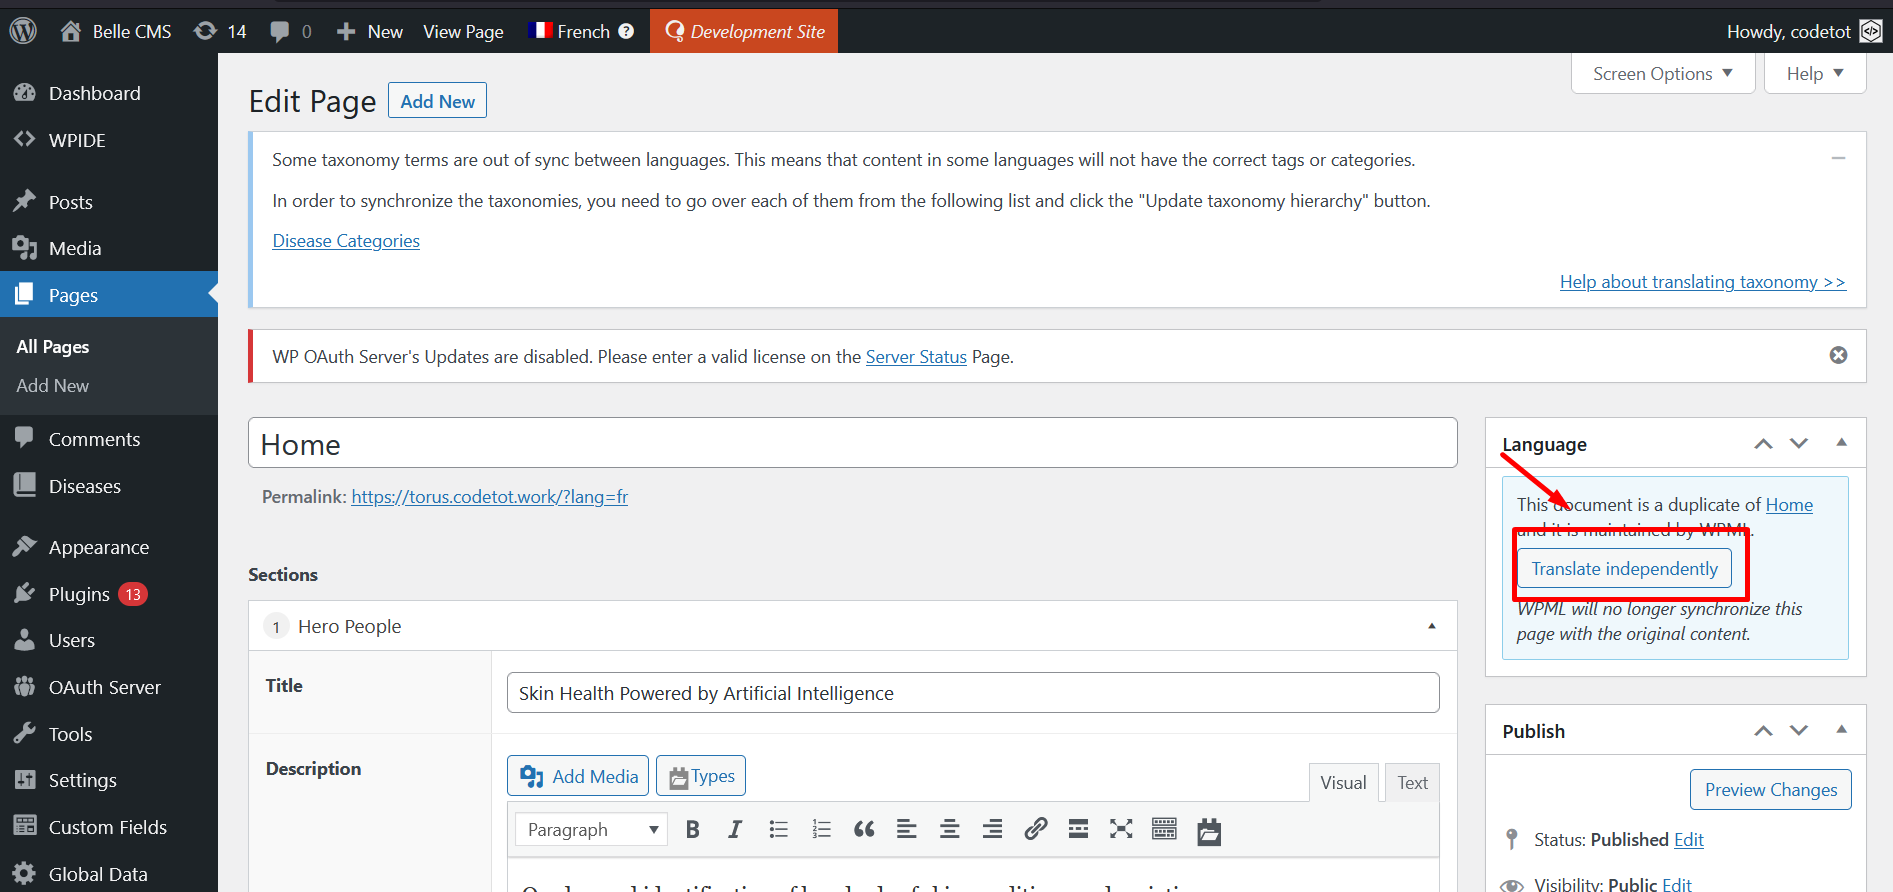 Belle CMS 14 0 New View Page French Development Site Howdy, codetot
Screen Options Help
Dashboard
WPIDE
Posts
Media
Pages
All Pages
Add New
Comments
Diseases
Appearance
Plugins 13
Users
OAuth Server
Tools
Settings
Custom Fields
Global Data
Edit Page Add New
Some taxonomy terms are out of sync between languages. This means that content in some languages will not have the correct tags or categories.
In order to synchronize the taxonomies, you need to go over each of them from the following list and click the "Update taxonomy hierarchy" button.
Disease Categories
Help about translating taxonomy >>
WP OAuth Server's Updates are disabled. Please enter a valid license on the Server Status Page.
Home
Permalink: https://torus.codetot.work/?lang=fr
Sections
1 Hero People
Title
Skin Health Powered by Artificial Intelligence
Description
Add Media Types
Visual Text
Paragraph
Language
This document is a duplicate of Home
and it is maintained by WPML.
Translate independently
WPML will no longer synchronize this
page with the original content.
Publish
Preview Changes
Status: Published Edit
Visibility: Public Edit